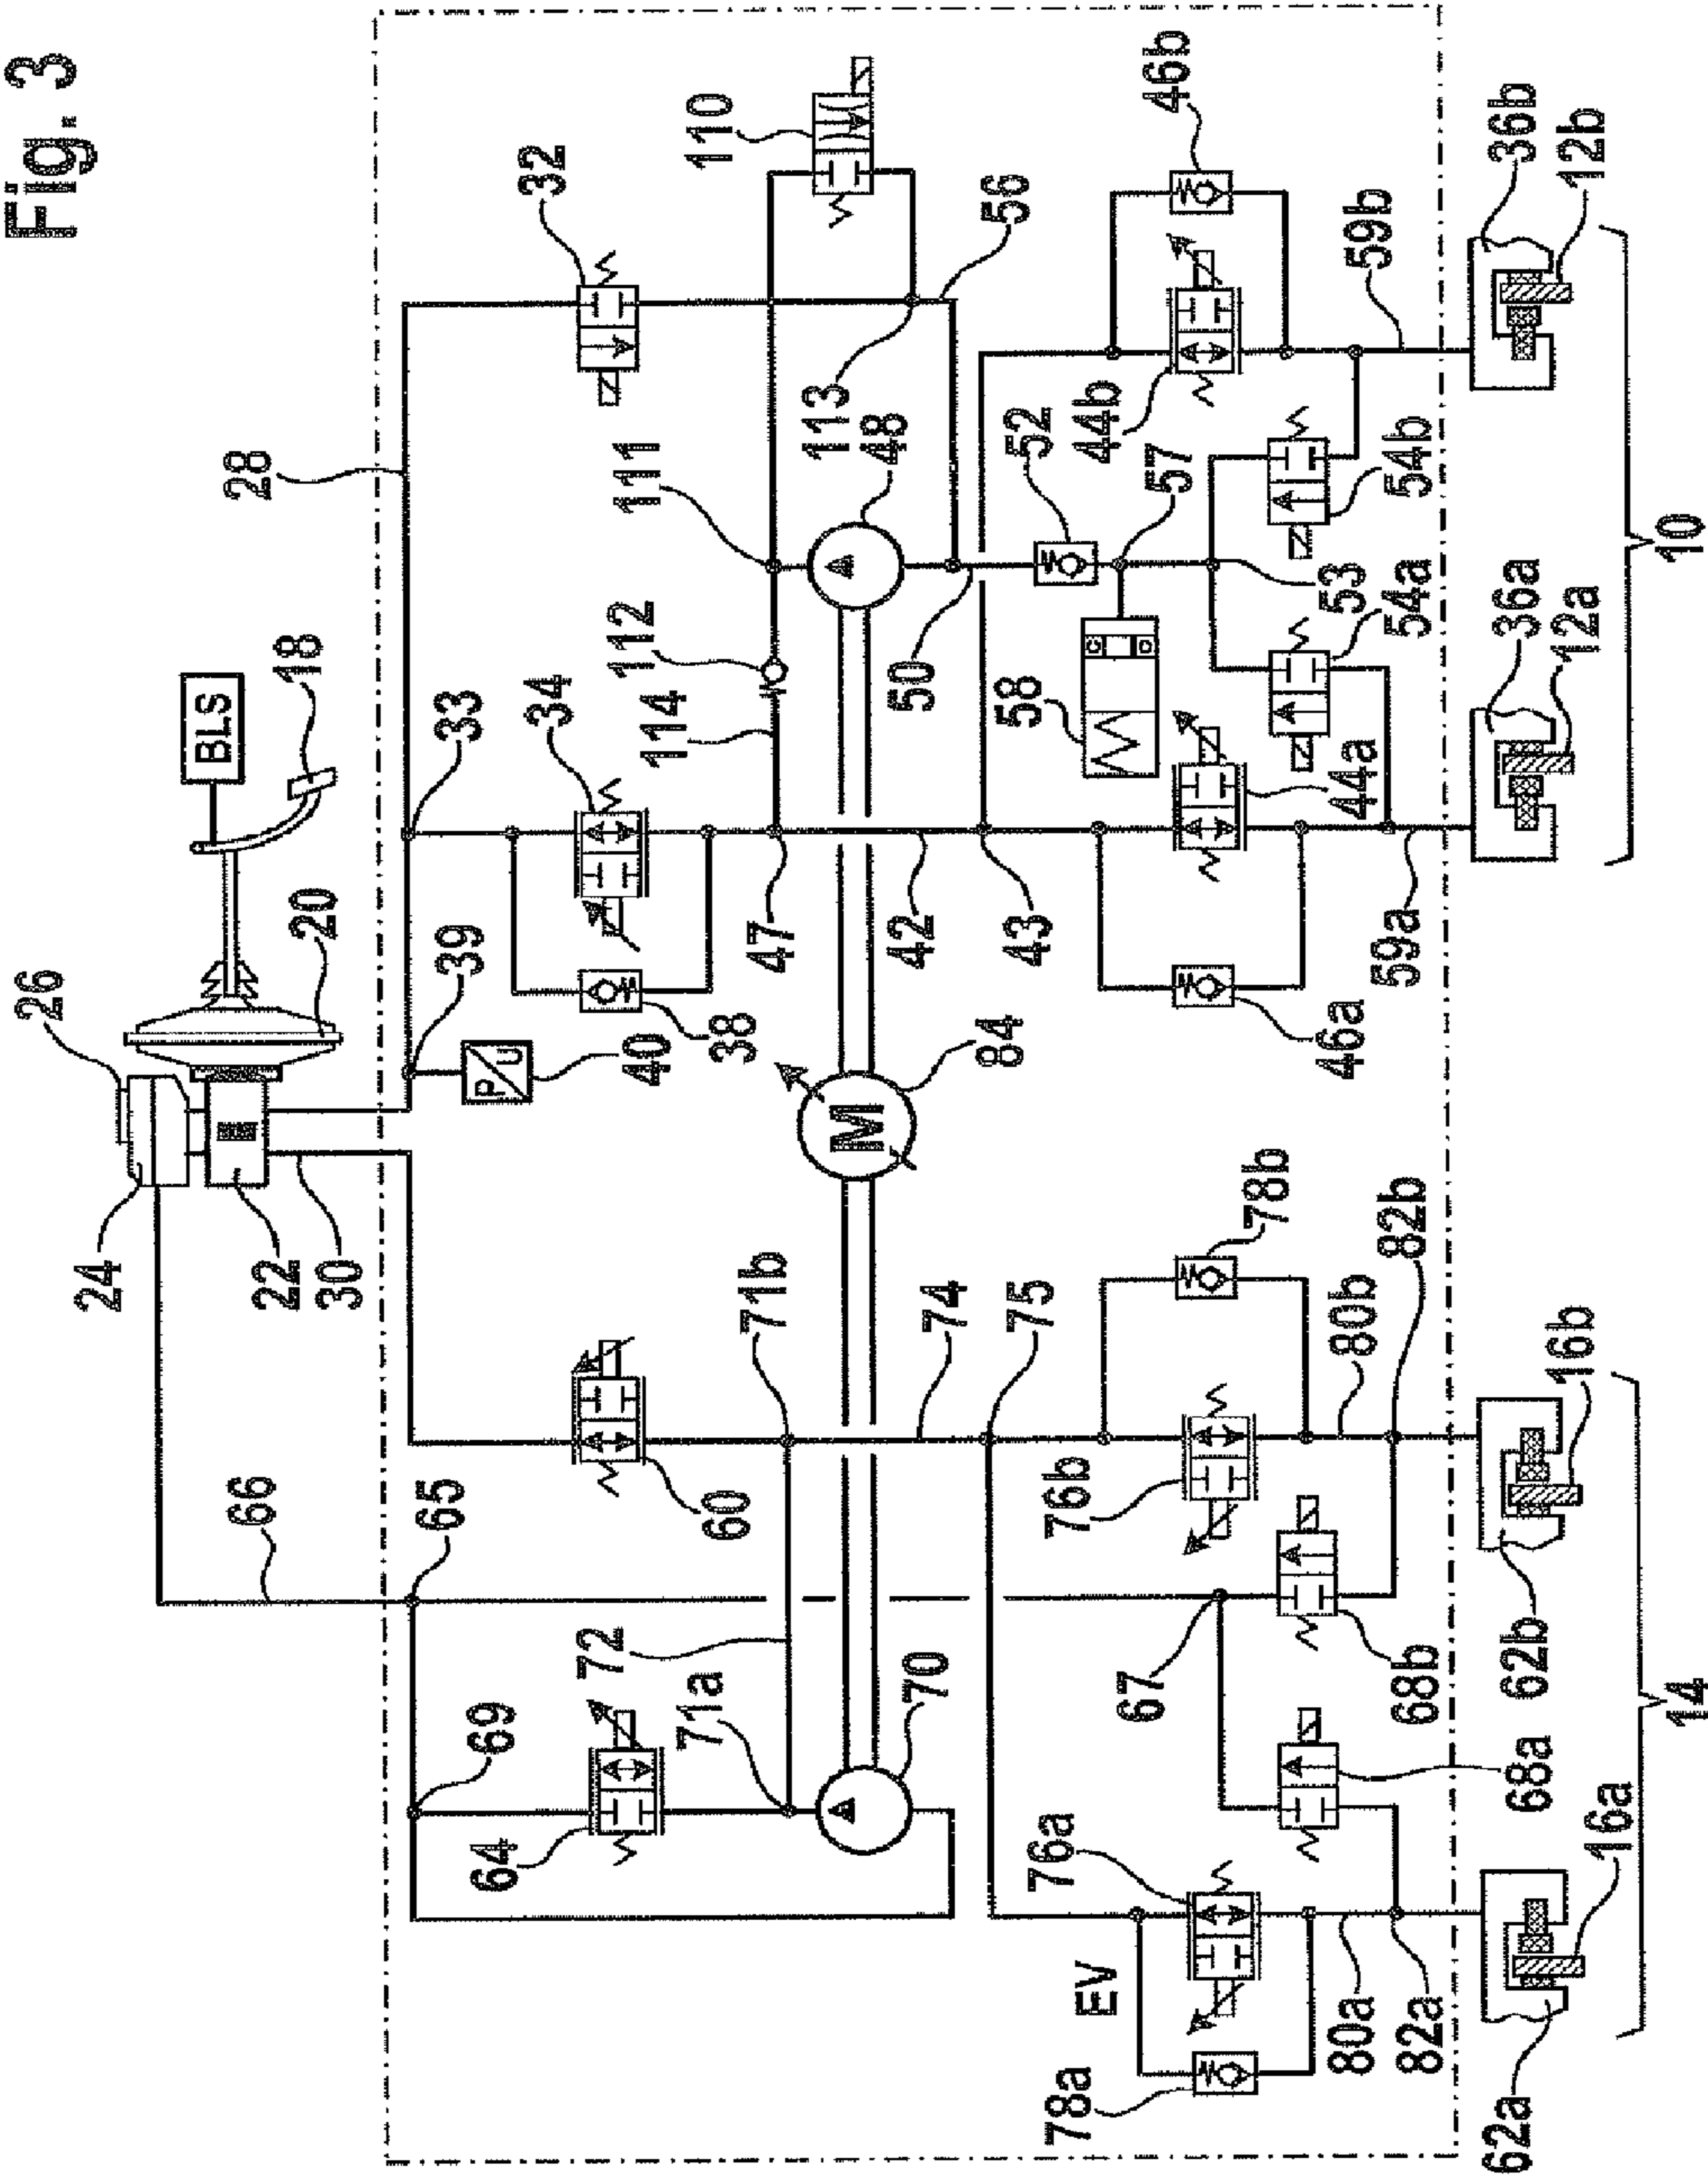 Fig. 3
26
24
22
30
20
18
BLS
28
66
65
33
39
40
P
U
38
34
32
110
69
64
72
71a
70
60
71b
M
84
47
114
112
111
113
48
56
74
75
42
43
50
52
57
58
53
44a
44b
46a
46b
54a
54b
59a
59b
EV
76a
76b
78a
78b
67
68a
68b
80a
80b
82a
82b
62a
16a
62b
16b
36a
12a
36b
12b
14
10